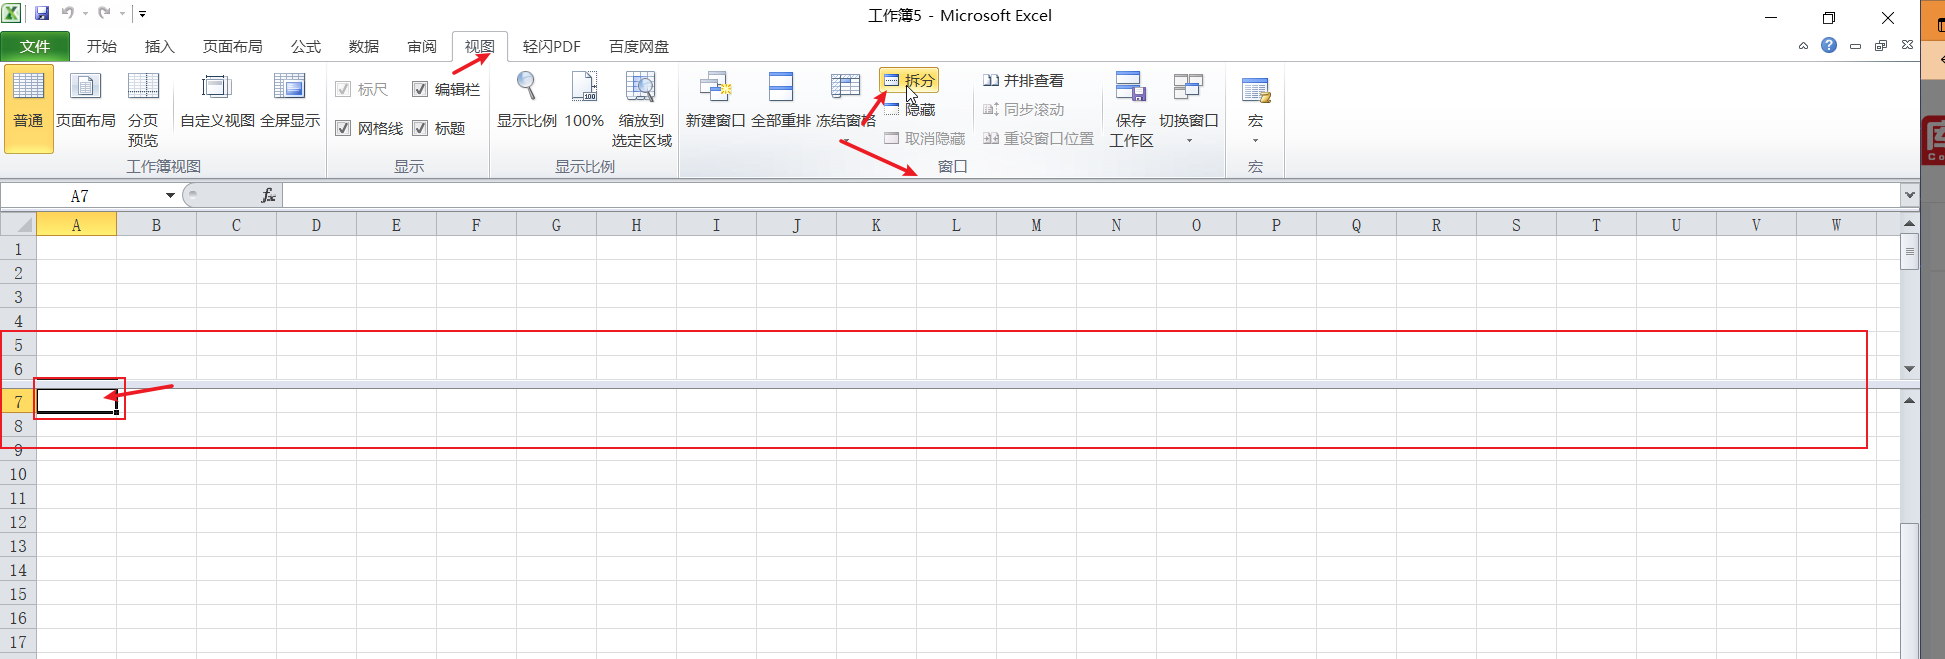 工作簿5 - Microsoft Excel
文件 开始 插入 页面布局 公式 数据 审阅 视图 轻闪PDF 百度网盘
普通 页面布局 分页预览 自定义视图 全屏显示
工作簿视图
标尺 编辑栏
网格线 标题
显示
显示比例 100% 缩放到选定区域
显示比例
新建窗口 全部重排 冻结窗格
拆分
隐藏
取消隐藏
并排查看
同步滚动
重设窗口位置
保存工作区 切换窗口
窗口
宏
宏
A7 fx
A B C D E F G H I J K L M N O P Q R S T U V W
1
2
3
4
5
6
7
8
9
10
11
12
13
14
15
16
17